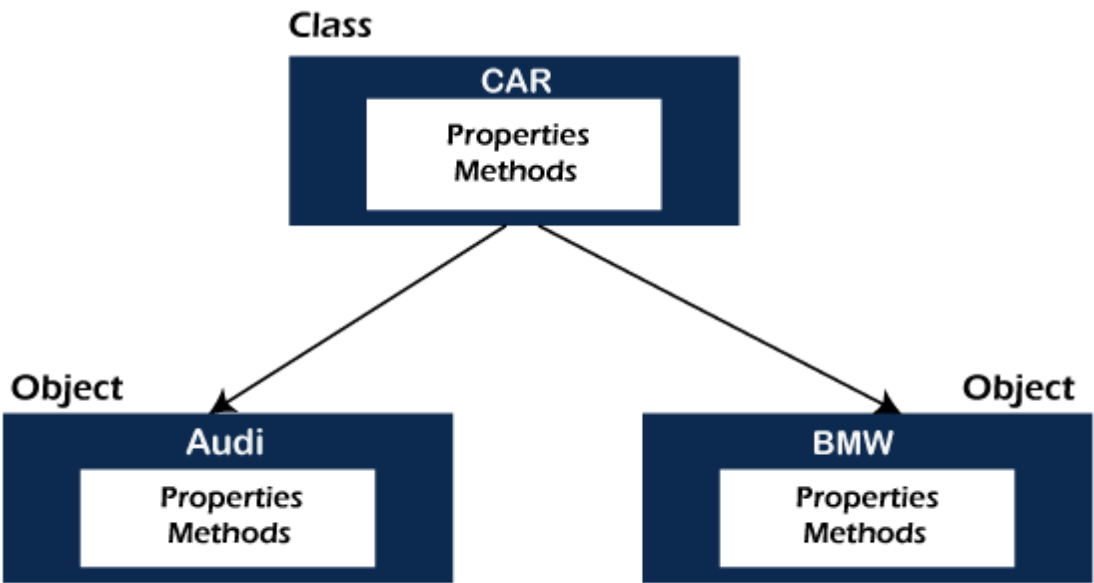 Class
CAR
Properties
Methods
Object
Object
Audi
BMW
Properties
Methods
Properties
Methods